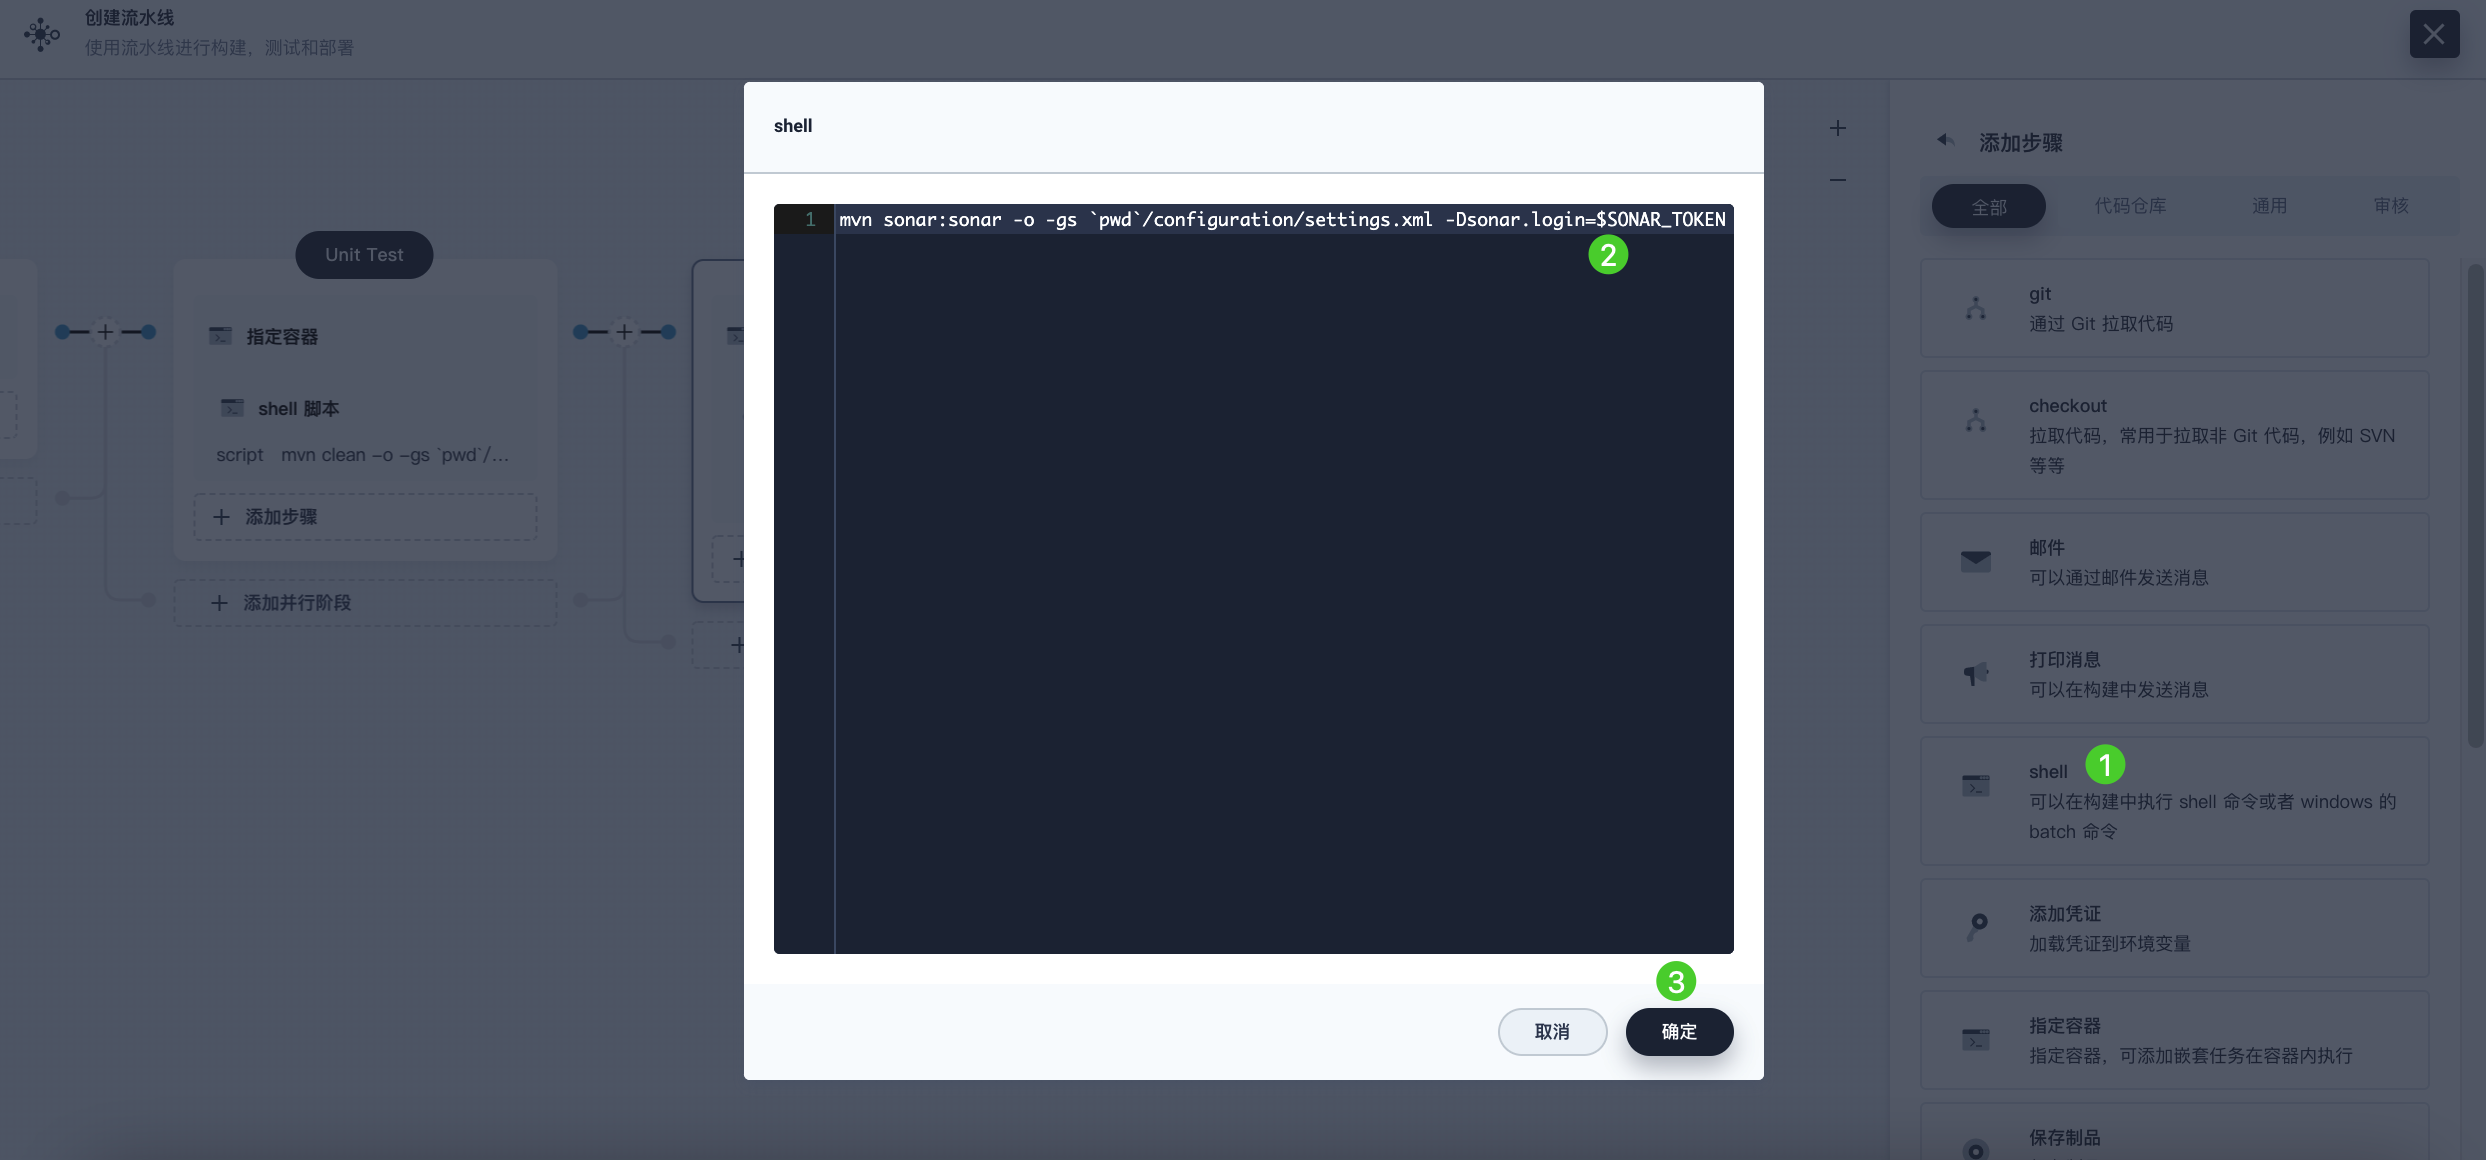 创建流水线
使用流水线进行构建，测试和部署
Unit Test
指定容器
shell 脚本
script mvn clean -o -gs `pwd`/...
添加步骤
添加并行阶段
shell
1 mvn sonar:sonar -o -gs `pwd`/configuration/settings.xml -Dsonar.login=$SONAR_TOKEN
2
3
取消
确定
添加步骤
全部
代码仓库
通用
审核
git
通过 Git 拉取代码
checkout
拉取代码，常用于拉取非 Git 代码，例如 SVN
等等
邮件
可以通过邮件发送消息
打印消息
可以在构建中发送消息
shell
1
可以在构建中执行 shell 命令或者 windows 的
batch 命令
添加凭证
加载凭证到环境变量
指定容器
指定容器，可添加嵌套任务在容器内执行
保存制品